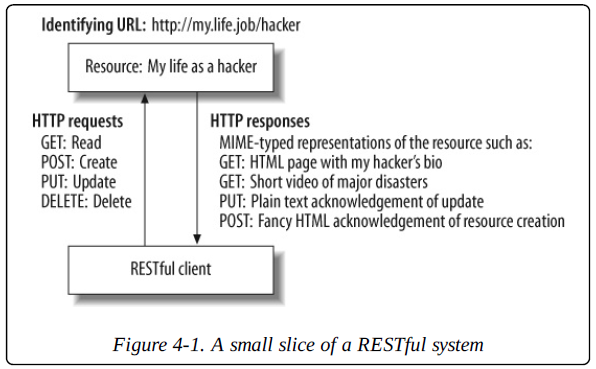 Identifying URL: http://my.life.job/hacker
Resource: My life as a hacker
HTTP requests
GET: Read
POST: Create
PUT: Update
DELETE: Delete
HTTP responses
MIME-typed representations of the resource such as:
GET: HTML page with my hacker's bio
GET: Short video of major disasters
PUT: Plain text acknowledgement of update
POST: Fancy HTML acknowledgement of resource creation
RESTful client
Figure 4-1. A small slice of a RESTful system